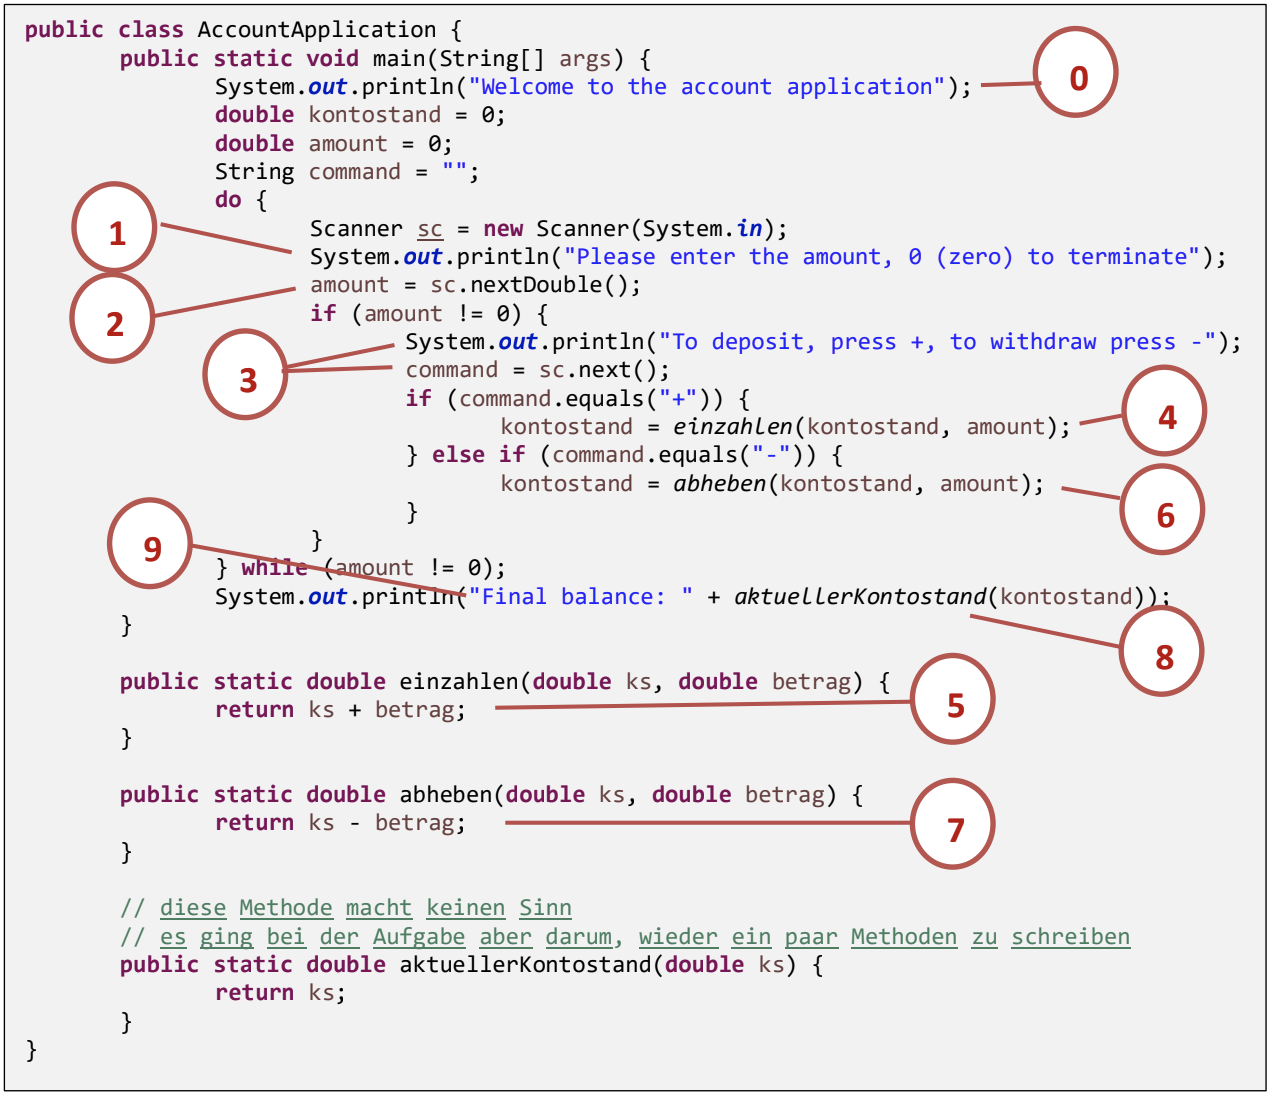 public class AccountApplication {
public static void main(String[] args) {
System.out.println("Welcome to the account application");
0
double kontostand = 0;
double amount = 0;
String command = "";
do {
Scanner sc = new Scanner(System.in);
1
System.out.println("Please enter the amount, 0 (zero) to terminate");
amount = sc.nextDouble();
2
if (amount != 0) {
System.out.println("To deposit, press +, to withdraw press -");
3
command = sc.next();
if (command.equals("+")) {
kontostand = einzahlen(kontostand, amount);
4
} else if (command.equals("-")) {
kontostand = abheben(kontostand, amount);
6
}
}
9
} while (amount != 0);
System.out.println("Final balance: " + aktuellerKontostand(kontostand));
}
8
public static double einzahlen(double ks, double betrag) {
return ks + betrag;
5
}
public static double abheben(double ks, double betrag) {
return ks - betrag;
7
}
// diese Methode macht keinen Sinn
// es ging bei der Aufgabe aber darum, wieder ein paar Methoden zu schreiben
public static double aktuellerKontostand(double ks) {
return ks;
}
}